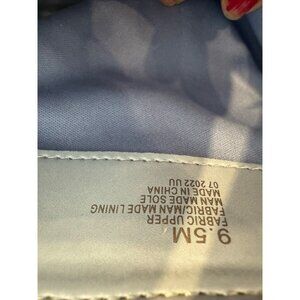 9.5M
FABRIC UPPER
FABRIC/MAN MADE LINING
MAN MADE SOLE
MADE IN CHINA
07 2022 UU